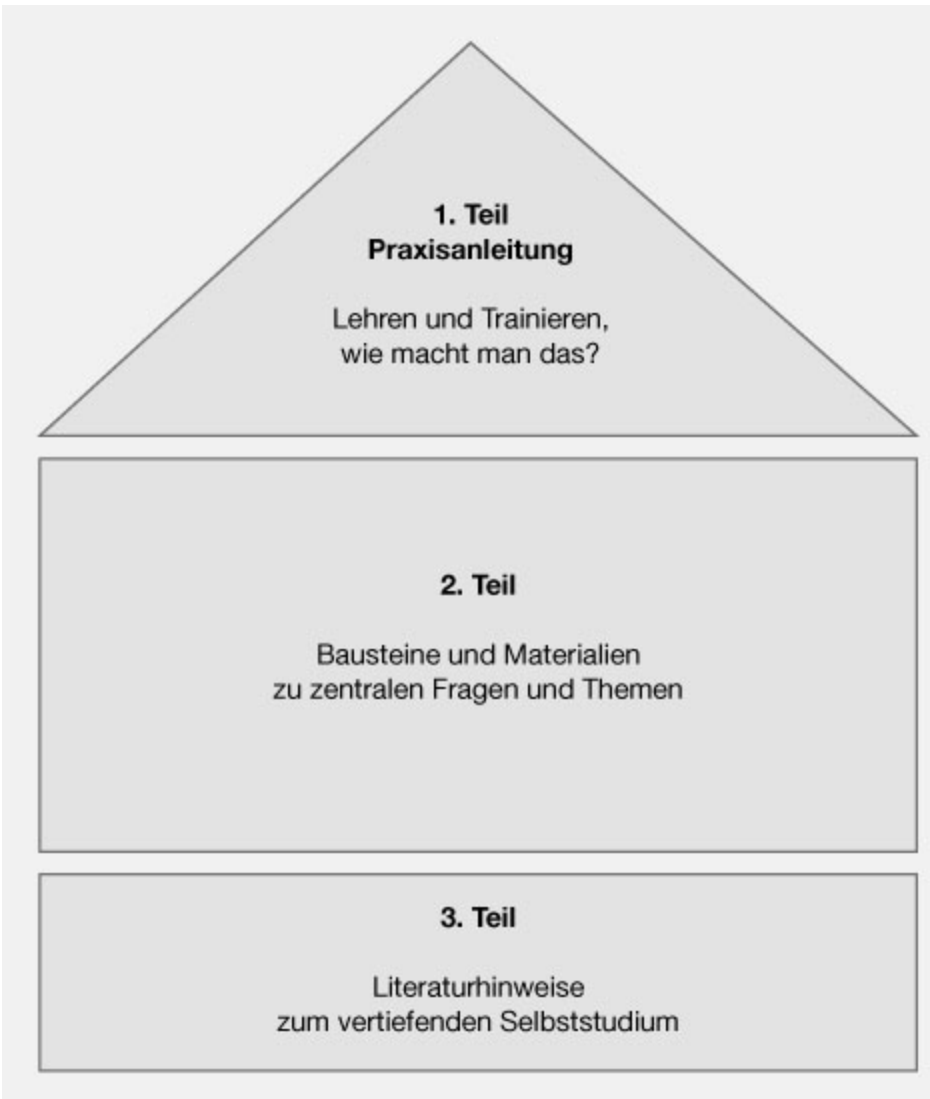 1. Teil
Praxisanleitung
Lehren und Trainieren,
wie macht man das?
2. Teil
Bausteine und Materialien
zu zentralen Fragen und Themen
3. Teil
Literaturhinweise
zum vertiefenden Selbststudium